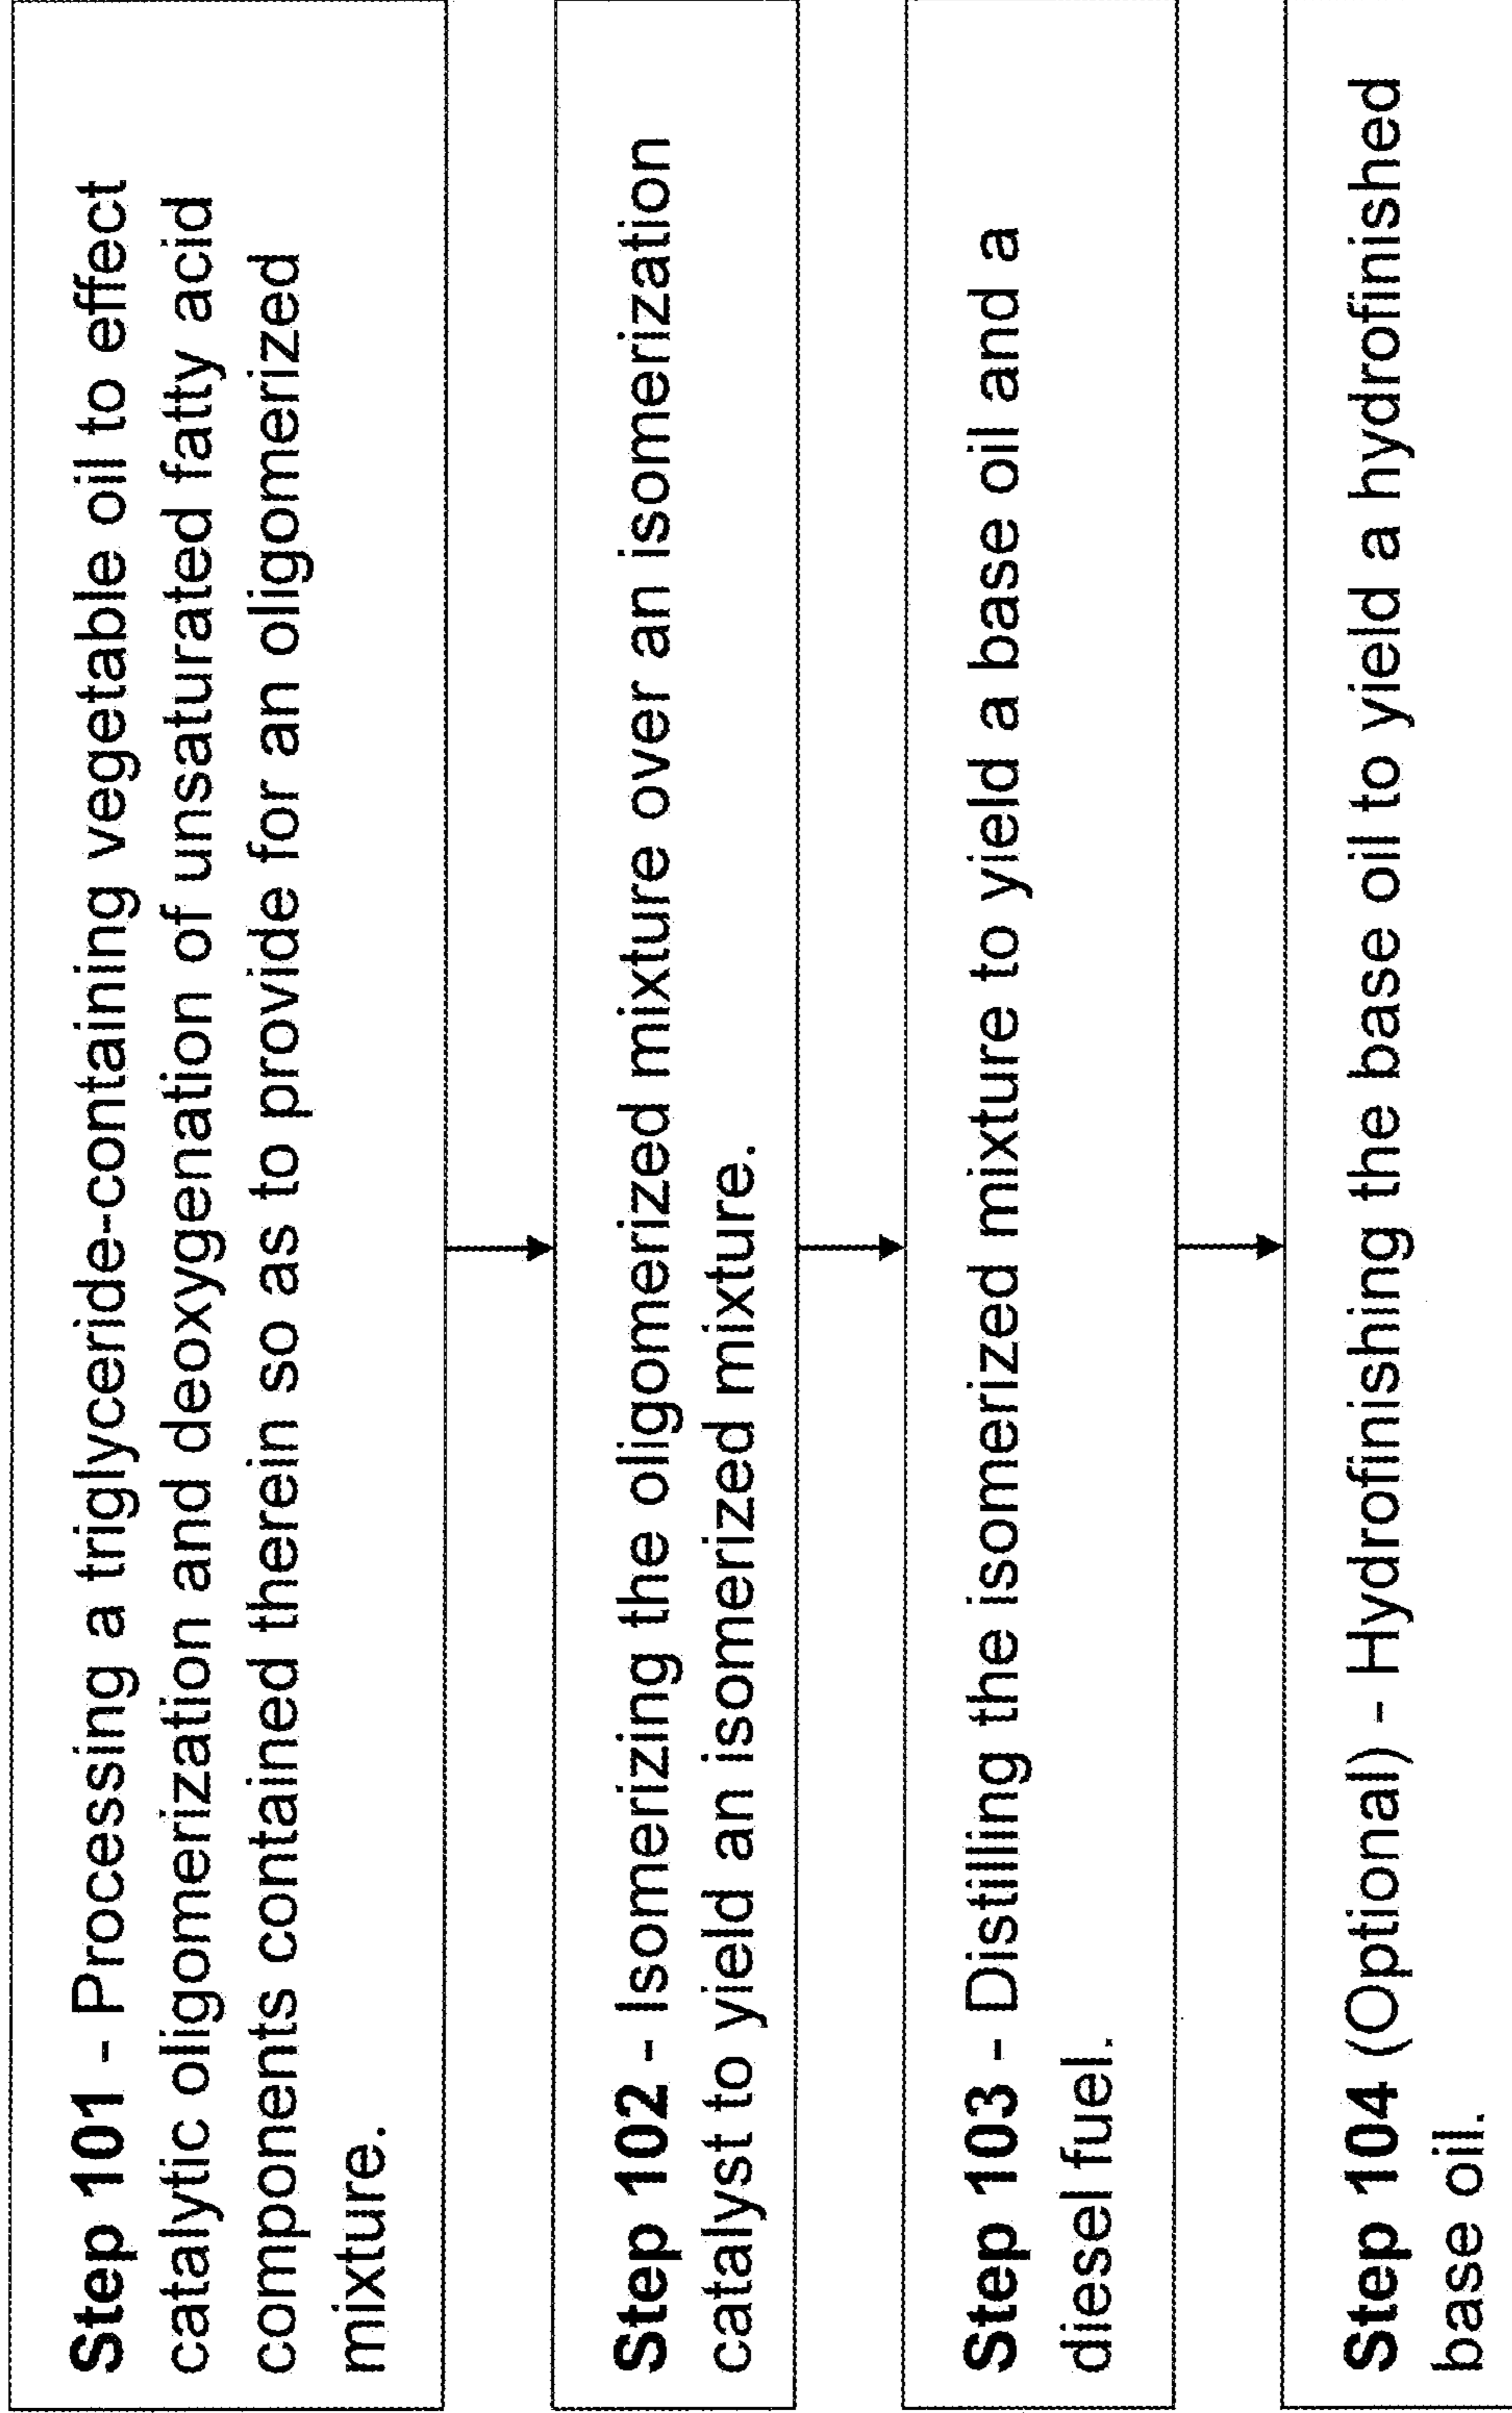 Step 101 - Processing a triglyceride-containing vegetable oil to effect
catalytic oligomerization and deoxygenation of unsaturated fatty acid
components contained therein so as to provide for an oligomerized
mixture.
Step 102 - Isomerizing the oligomerized mixture over an isomerization
catalyst to yield an isomerized mixture.
Step 103 - Distilling the isomerized mixture to yield a base oil and a
diesel fuel.
Step 104 (Optional) - Hydrofinishing the base oil to yield a hydrofinished
base oil.